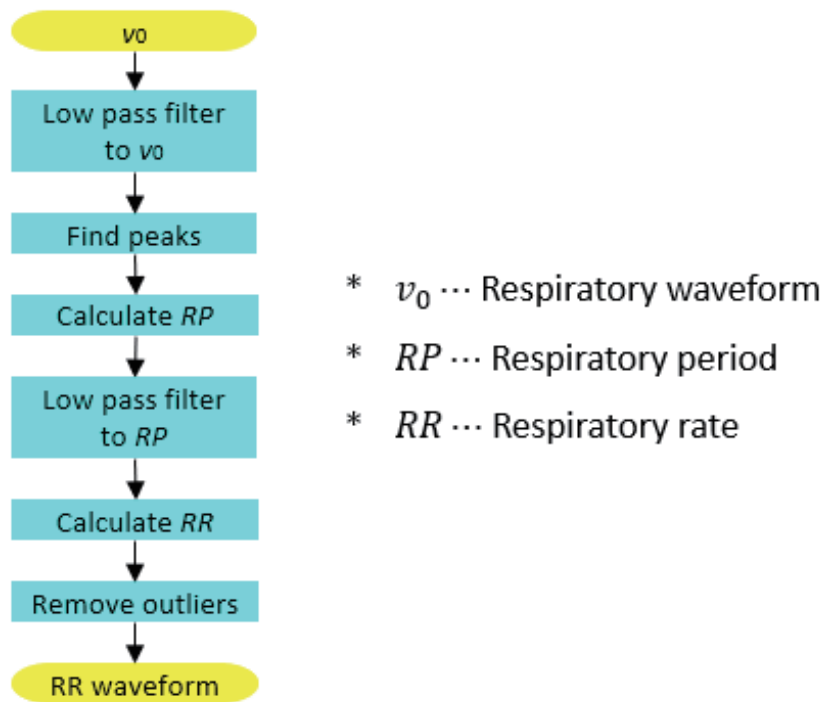 v0
Low pass filter
to v0
Find peaks
Calculate RP
Low pass filter
to RP
Calculate RR
Remove outliers
RR waveform
* v₀ ⋯ Respiratory waveform
* RP ⋯ Respiratory period
* RR ⋯ Respiratory rate